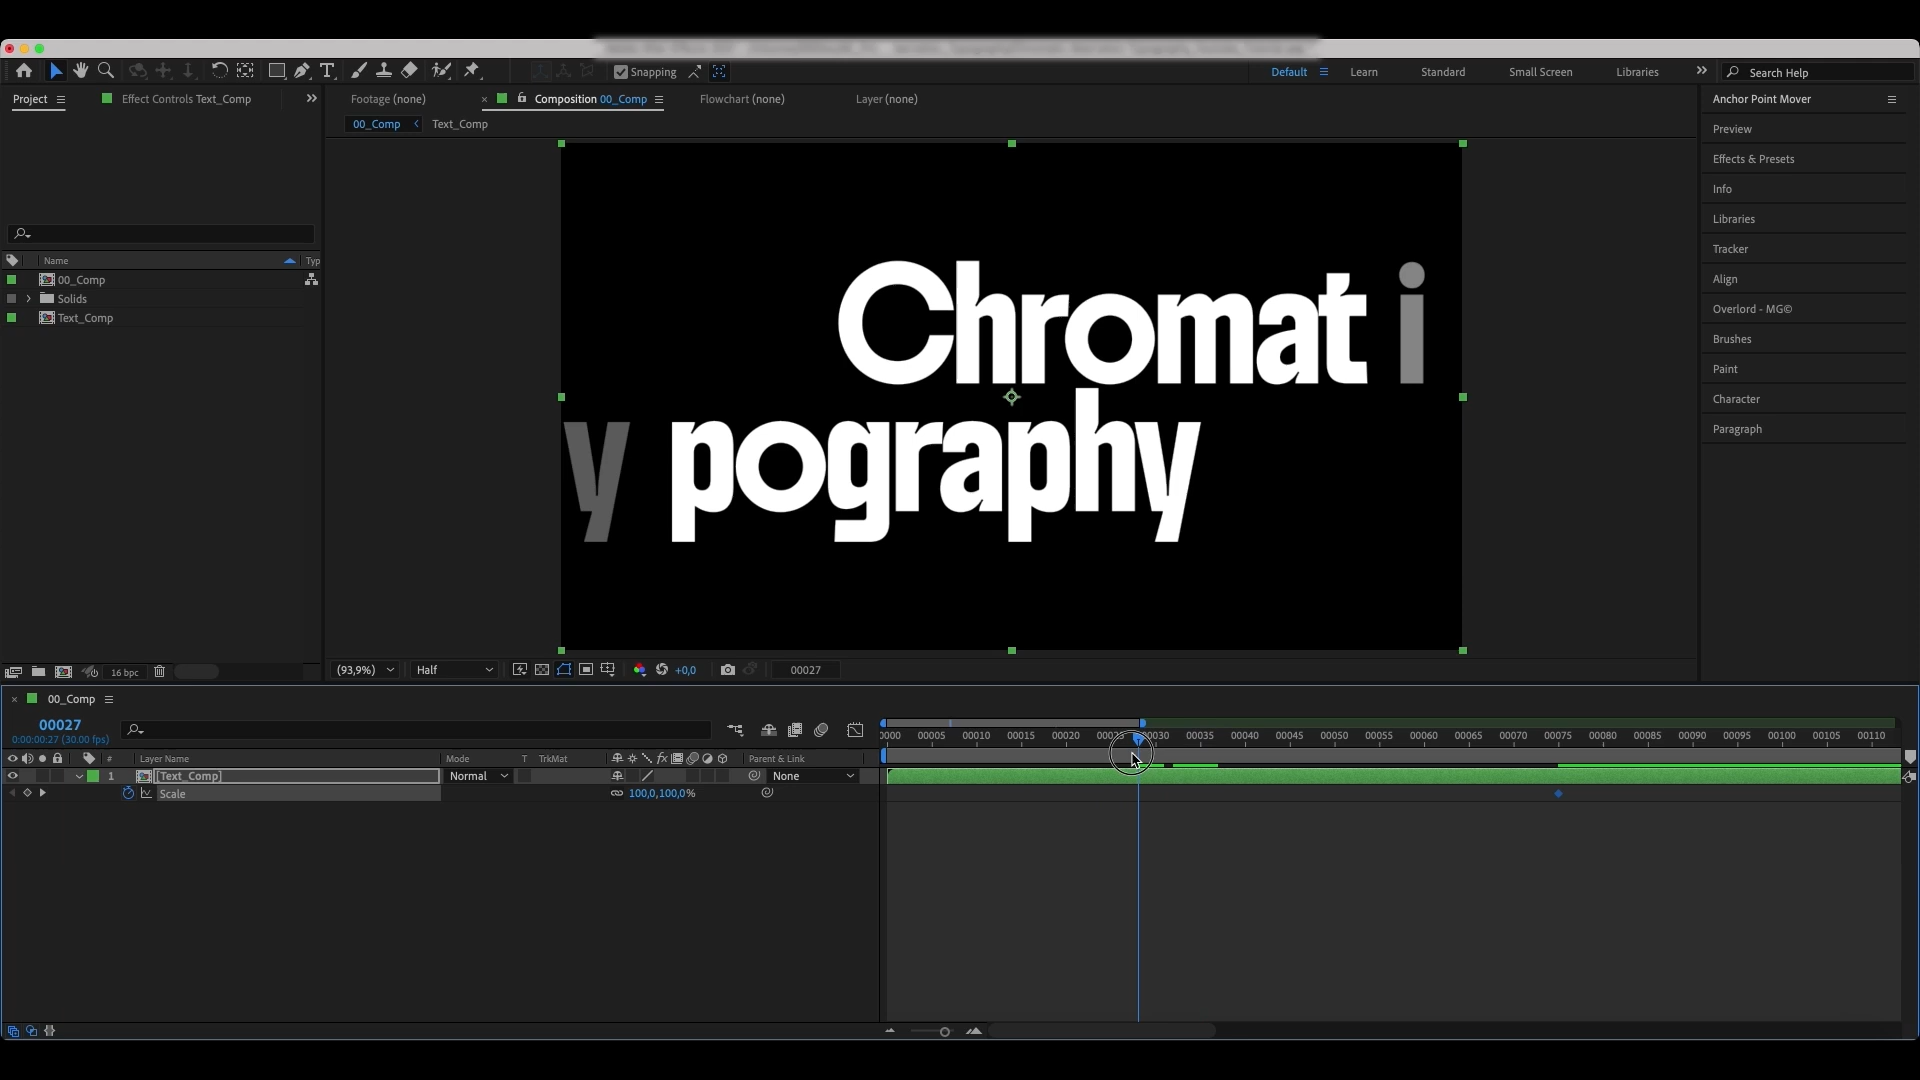 Snapping
Default
Learn
Standard
Small Screen
Libraries
Search Help
Project
Effect Controls Text_Comp
Footage (none)
Composition 00_Comp
Flowchart (none)
Layer (none)
Anchor Point Mover
00_Comp
Text_Comp
Preview
Effects & Presets
Info
Libraries
Tracker
Align
Overlord - MG©
Brushes
Paint
Character
Paragraph
Name
Typ
00_Comp
Solids
Text_Comp
Chromat i
y pography
16 bpc
(93,9%)
Half
+0,0
00027
00_Comp
00027
0:00:00:27 (30.00 fps)
0000 00005 00010 00015 00020 00025 00030 00035 00040 00045 00050 00055 00060 00065 00070 00075 00080 00085 00090 00095 00100 00105 00110
# Layer Name Mode T TrkMat fx Parent & Link
1 [Text_Comp] Normal None
Scale 100,0,100,0%